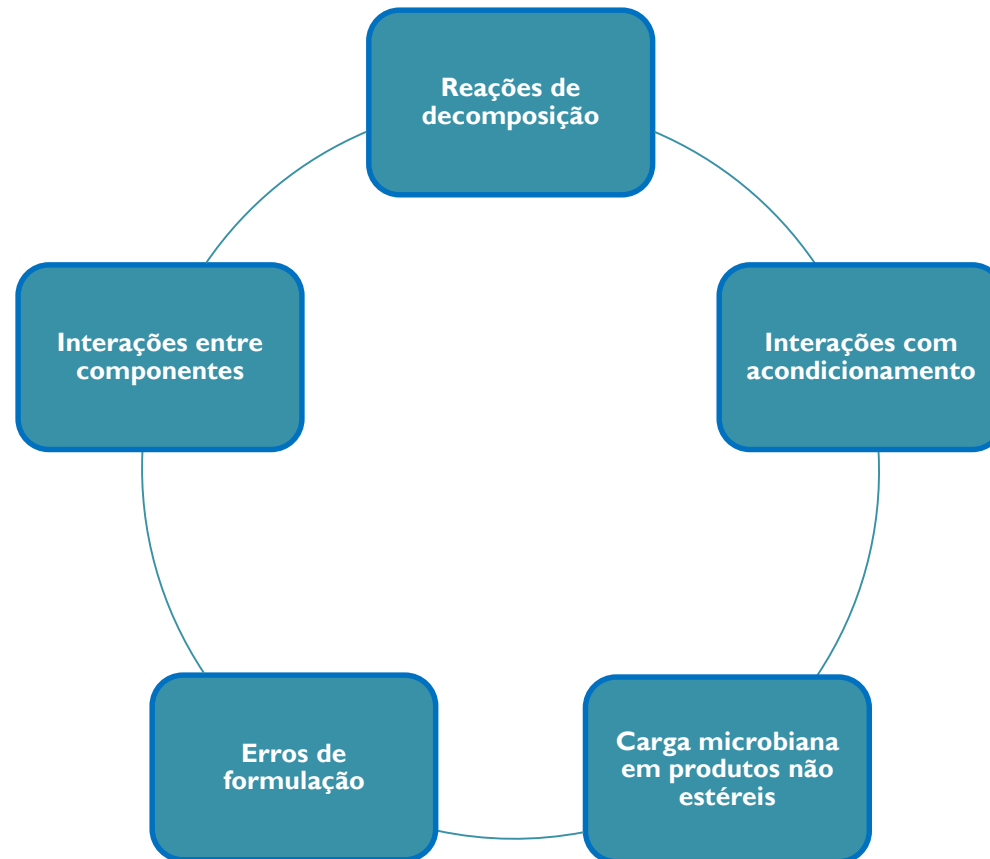 Reações de
decomposição
Interações com
acondicionamento
Carga microbiana
em produtos não
estéreis
Erros de
formulação
Interações entre
componentes